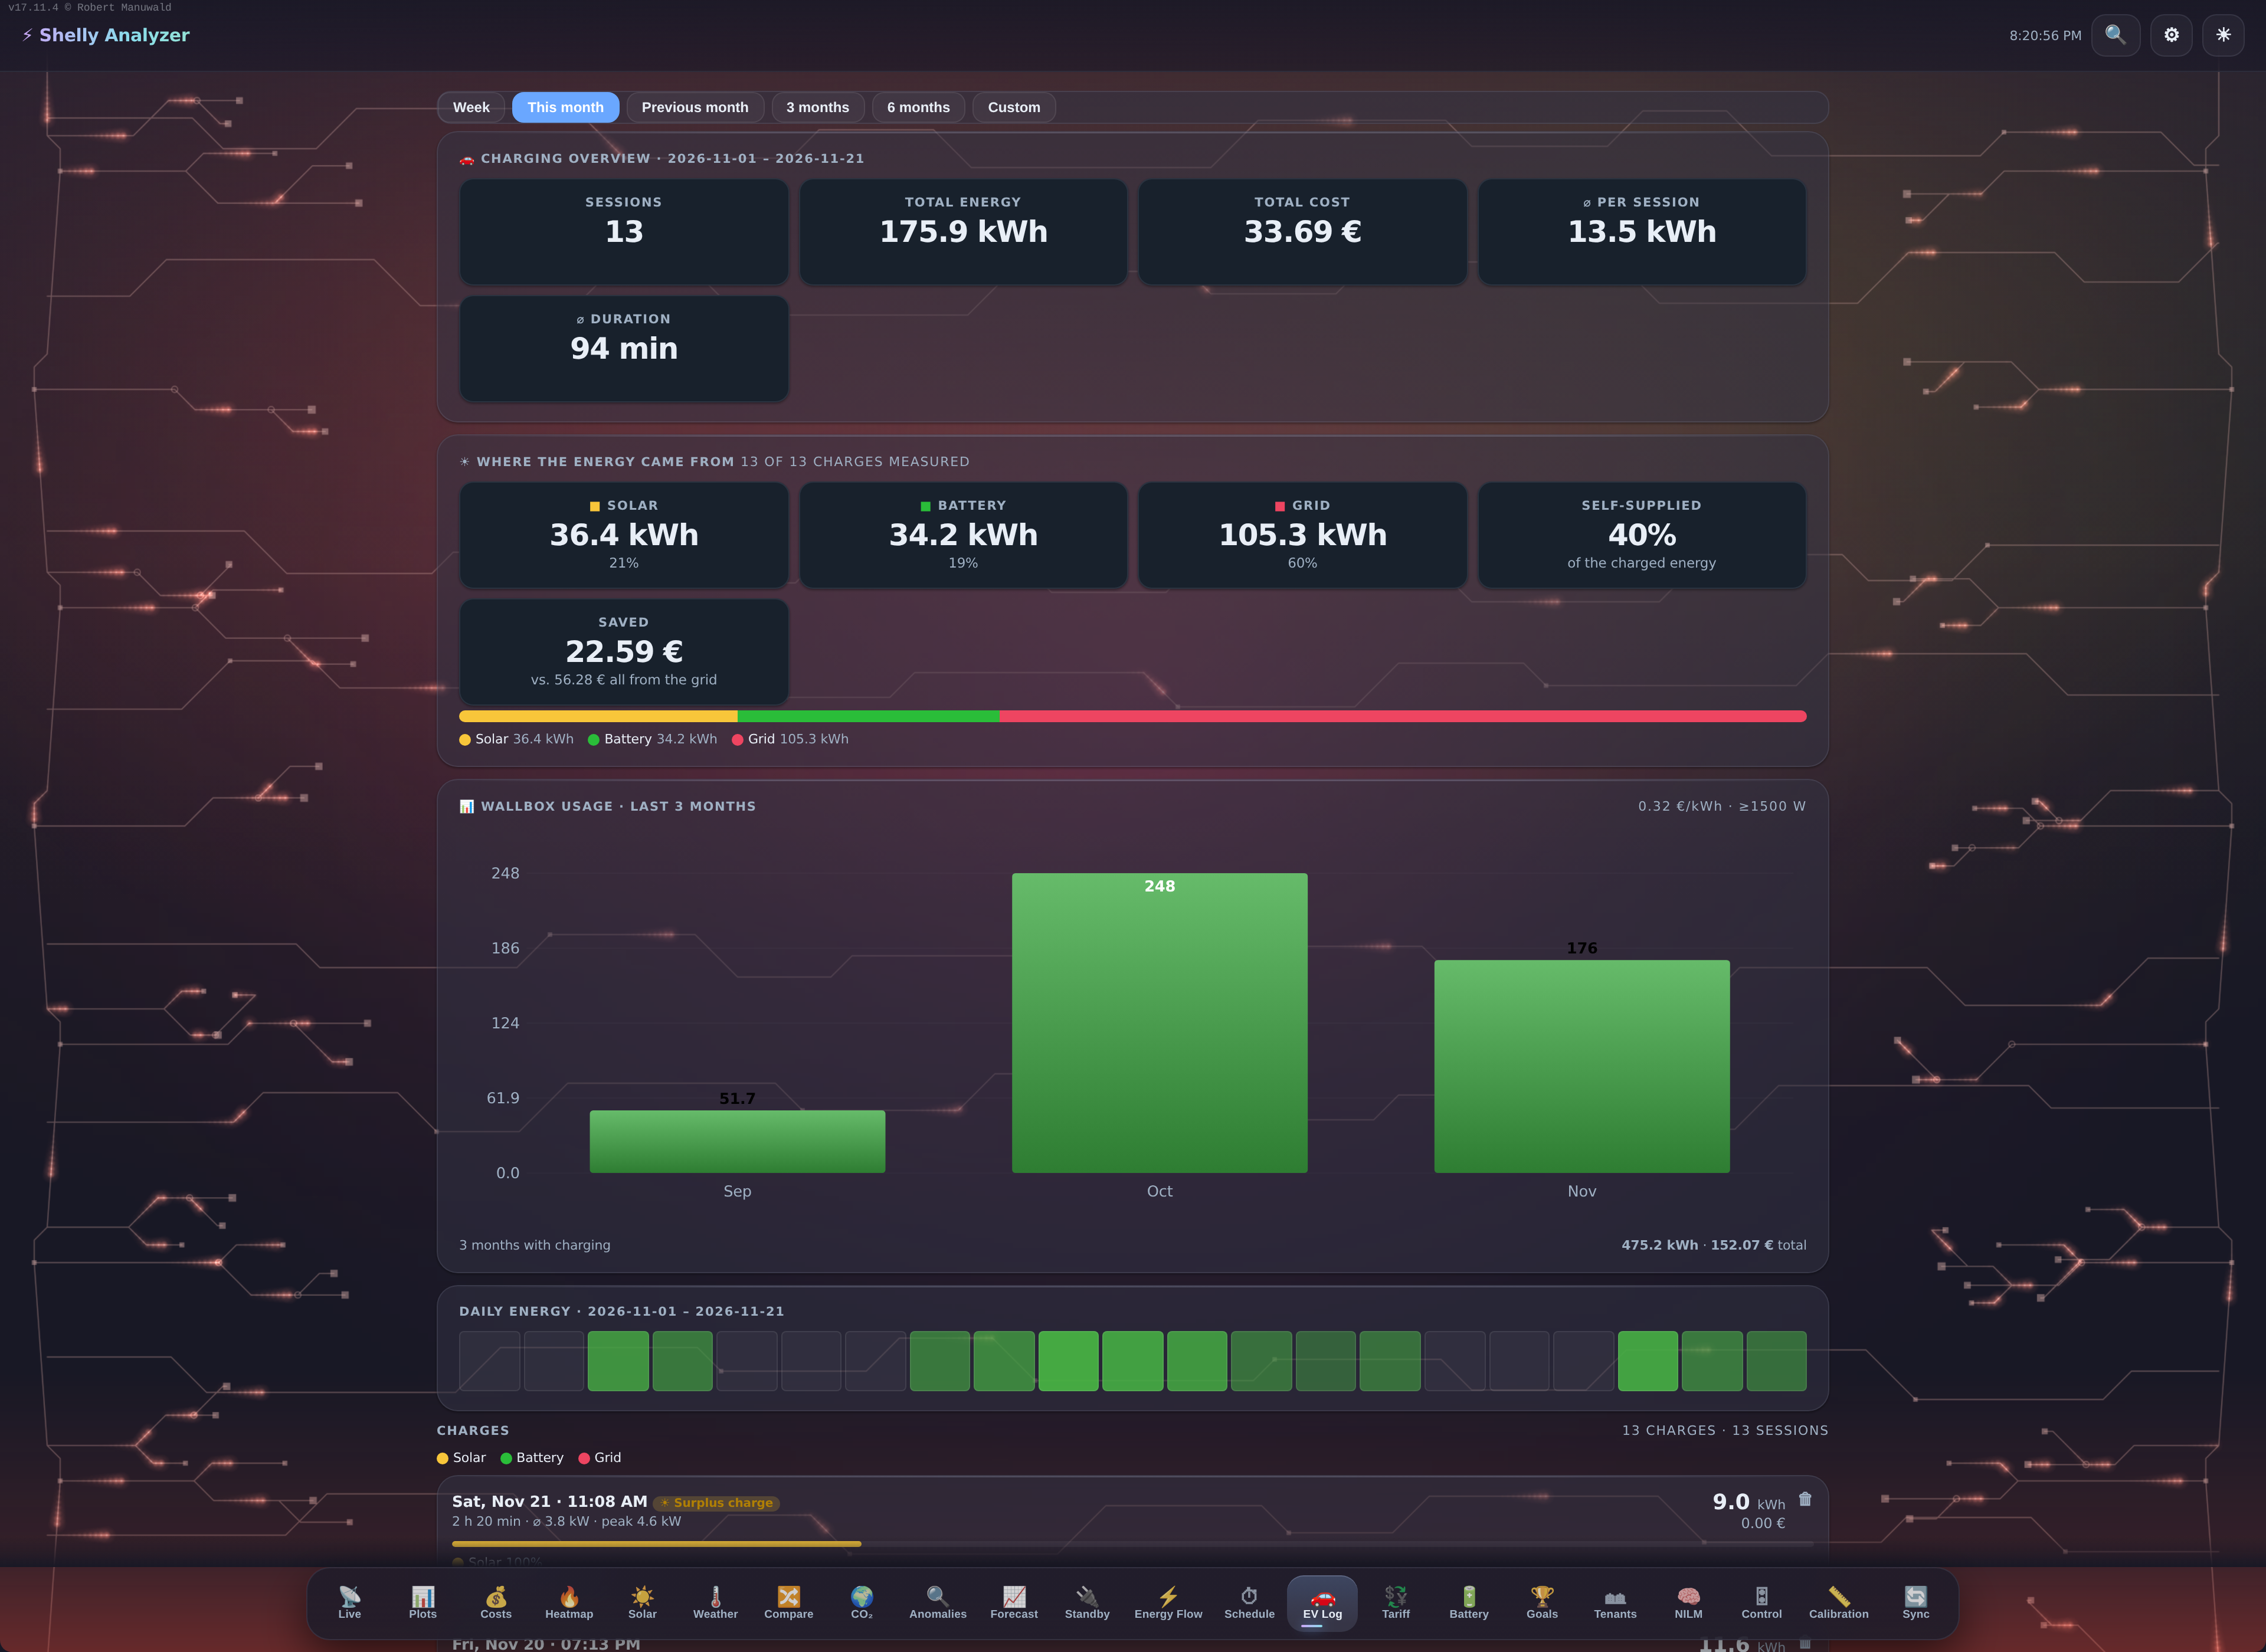 v17.11.4 © Robert Manuwald
⚡ Shelly Analyzer
8:20:56 PM
Week This month Previous month 3 months 6 months Custom
CHARGING OVERVIEW · 2026-11-01 – 2026-11-21
SESSIONS
13
TOTAL ENERGY
175.9 kWh
TOTAL COST
33.69 €
⌀ PER SESSION
13.5 kWh
⌀ DURATION
94 min
WHERE THE ENERGY CAME FROM 13 OF 13 CHARGES MEASURED
SOLAR
36.4 kWh
21%
BATTERY
34.2 kWh
19%
GRID
105.3 kWh
60%
SELF-SUPPLIED
40%
of the charged energy
SAVED
22.59 €
vs. 56.28 € all from the grid
Solar 36.4 kWh Battery 34.2 kWh Grid 105.3 kWh
WALLBOX USAGE · LAST 3 MONTHS
0.32 €/kWh · ≥1500 W
248
186
124
61.9
0.0
51.7
248
176
Sep Oct Nov
3 months with charging
475.2 kWh · 152.07 € total
DAILY ENERGY · 2026-11-01 – 2026-11-21
CHARGES
13 CHARGES · 13 SESSIONS
Solar Battery Grid
Sat, Nov 21 · 11:08 AM Surplus charge
9.0 kWh
2 h 20 min · ⌀ 3.8 kW · peak 4.6 kW
0.00 €
Solar 100%
Live Plots Costs Heatmap Solar Weather Compare CO₂ Anomalies Forecast Standby Energy Flow Schedule EV Log Tariff Battery Goals Tenants NILM Control Calibration Sync
Fri, Nov 20 · 07:13 PM
11.6 kWh